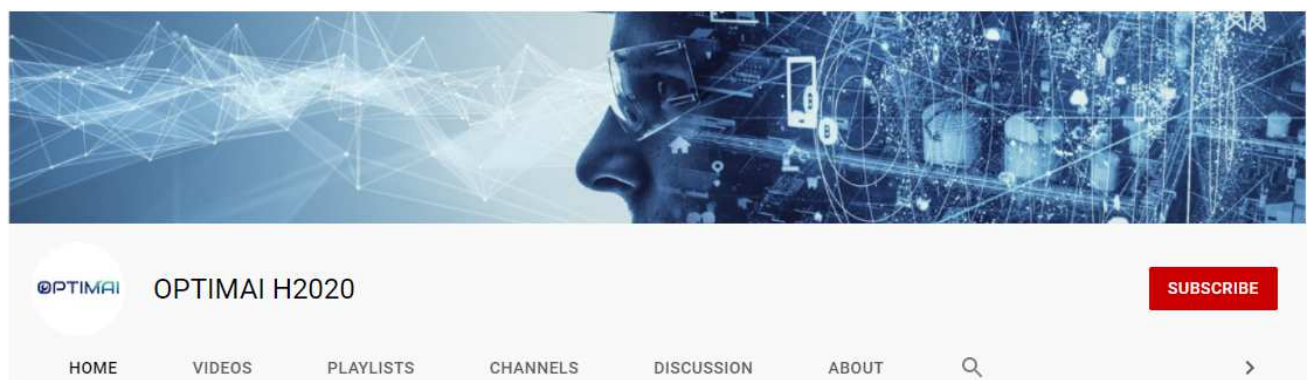 OPTIMAI
OPTIMAI H2020
SUBSCRIBE
HOME VIDEOS PLAYLISTS CHANNELS DISCUSSION ABOUT